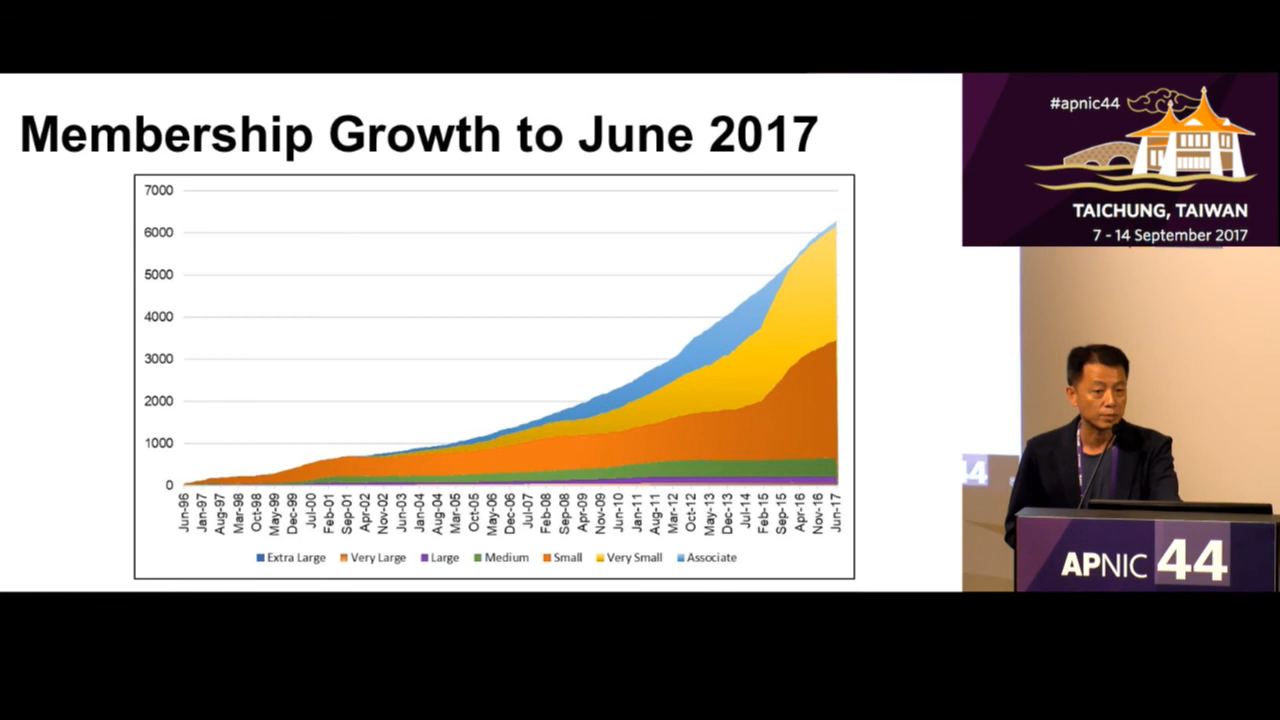 Membership Growth to June 2017
7000
6000
5000
4000
3000
2000
1000
0
Jun-96 Jan-97 Aug-97 Mar-98 Oct-98 May-99 Dec-99 Jul-00 Feb-01 Sep-01 Apr-02 Nov-02 Jun-03 Jan-04 Aug-04 Mar-05 Oct-05 May-06 Dec-06 Jul-07 Feb-08 Sep-08 Apr-09 Nov-09 Jun-10 Jan-11 Aug-11 Mar-12 Oct-12 May-13 Dec-13 Jul-14 Feb-15 Sep-15 Apr-16 Nov-16 Jun-17
Extra Large Very Large Large Medium Small Very Small Associate
#apnic44
TAICHUNG, TAIWAN
7 - 14 September 2017
44
APNIC 44